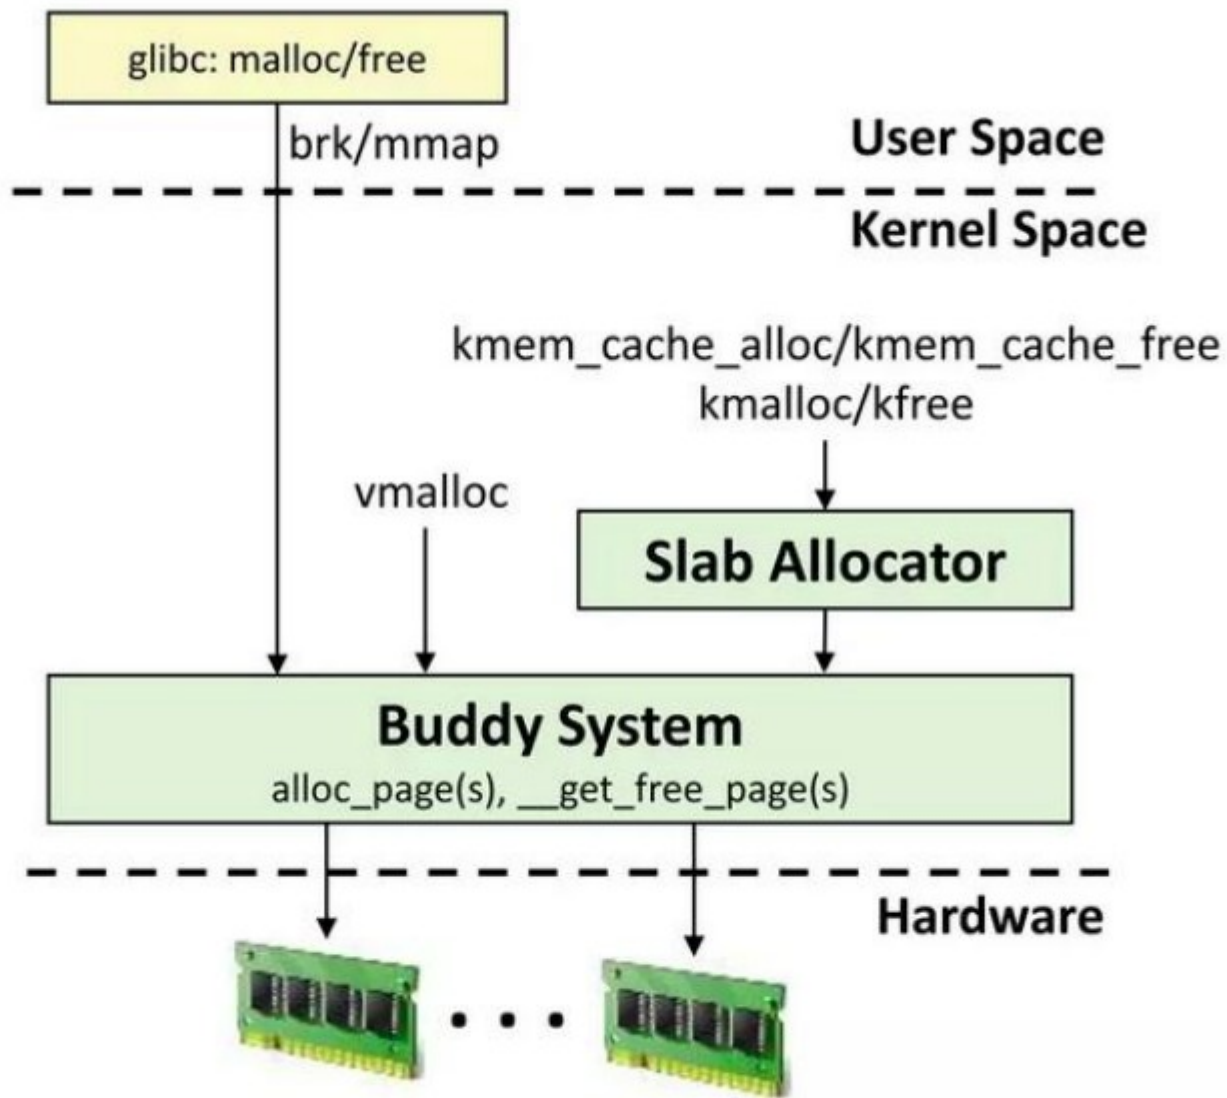 glibc: malloc/free
brk/mmap
User Space
Kernel Space
kmem_cache_alloc/kmem_cache_free
kmalloc/kfree
vmalloc
Slab Allocator
Buddy System
alloc_page(s), __get_free_page(s)
Hardware